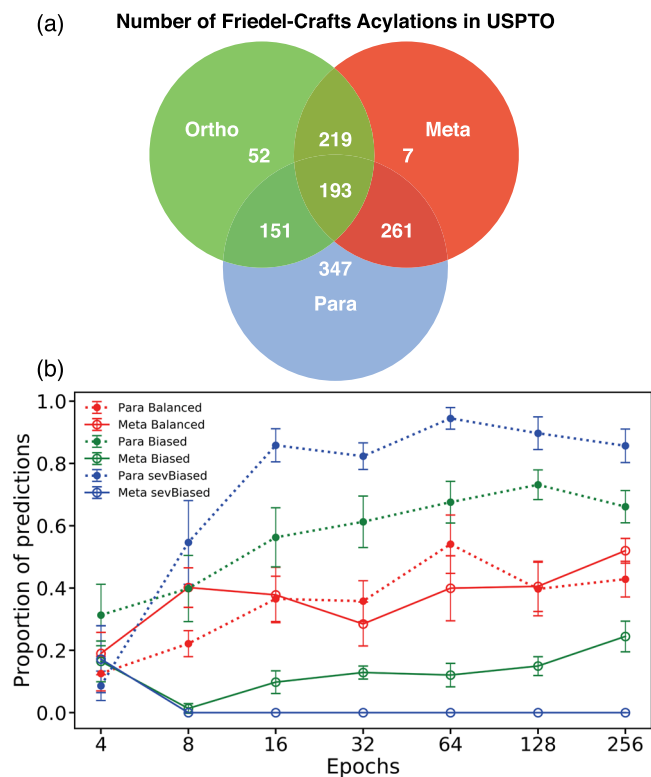 (a)
Number of Friedel-Crafts Acylations in USPTO
Ortho
Meta
219
52
7
193
151
261
347
Para
(b)
Para Balanced
Meta Balanced
Para Biased
Meta Biased
Para sevBiased
Meta sevBiased
Proportion of predictions
1.0
0.8
0.6
0.4
0.2
0.0
4 8 16 32 64 128 256
Epochs